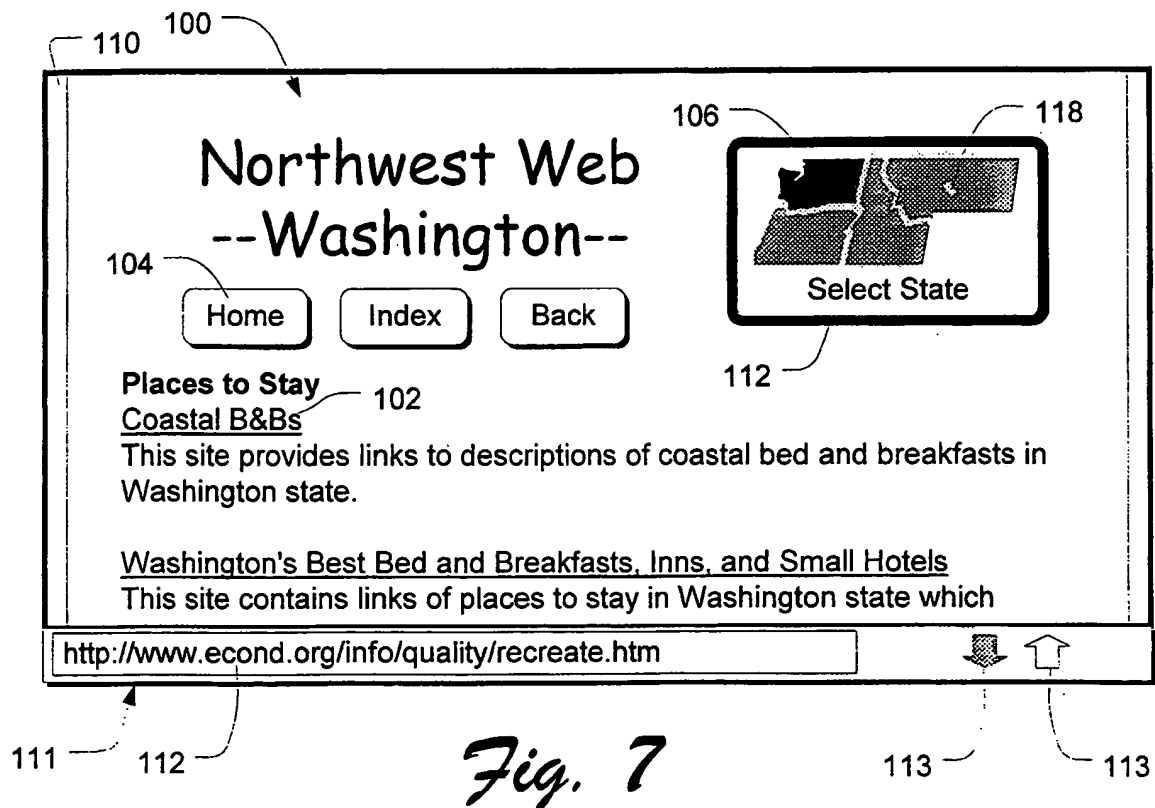 100
110
106
118
Northwest Web
--Washington--
104
Select State
Home Index Back
112
Places to Stay
102
Coastal B&Bs
This site provides links to descriptions of coastal bed and breakfasts in
Washington state.
Washington's Best Bed and Breakfasts, Inns, and Small Hotels
This site contains links of places to stay in Washington state which
http://www.econd.org/info/quality/recreate.htm
111
112
113
113
Fig. 7